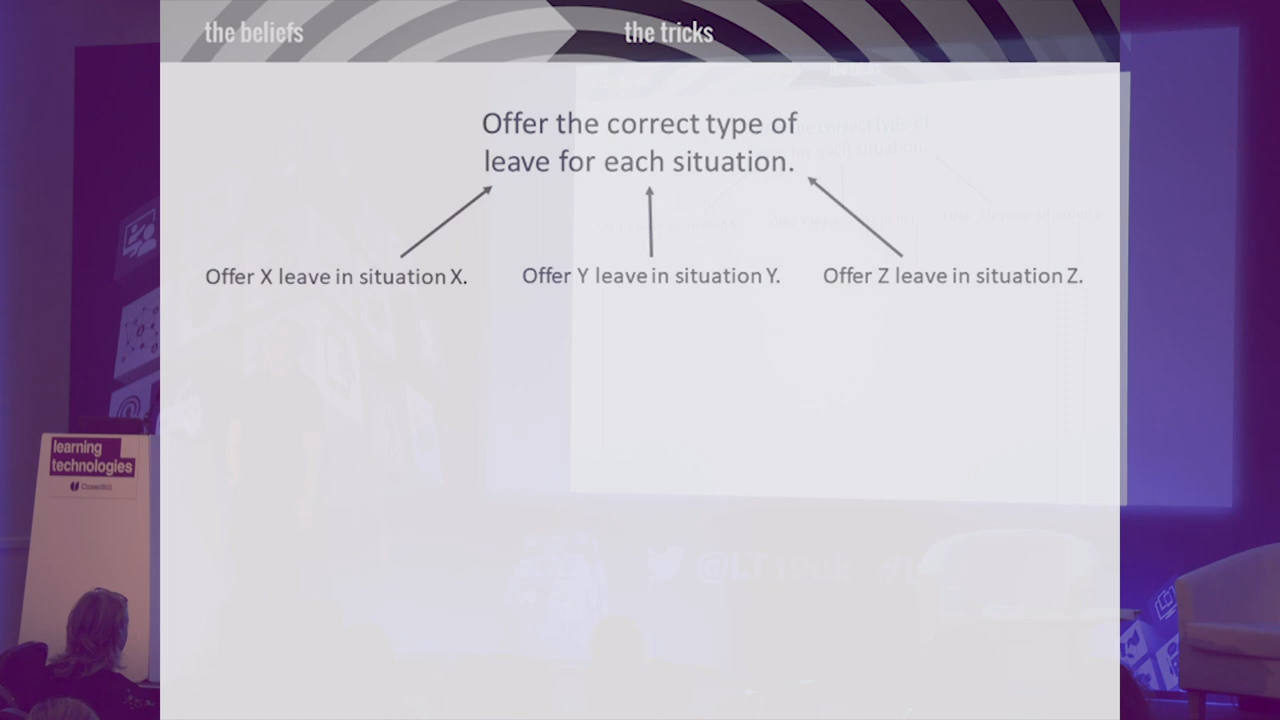 the beliefs
the tricks
Offer the correct type of
leave for each situation.
Offer X leave in situation X.
Offer Y leave in situation Y.
Offer Z leave in situation Z.
learning
technologies
CloserStill